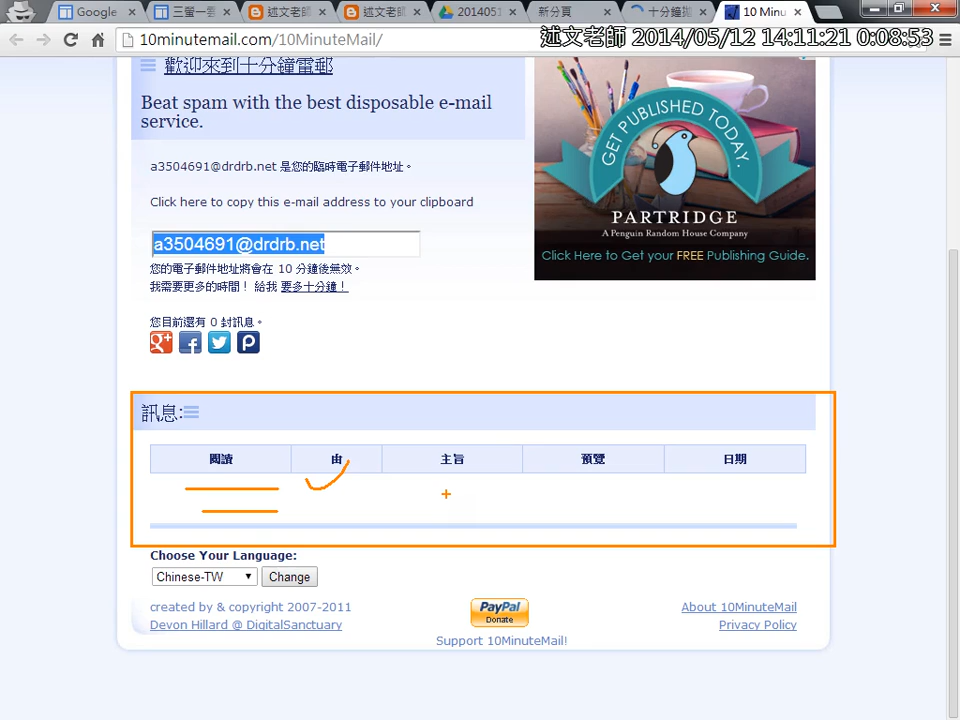 Google
三螢一雲
述文老師
述文老師
2014051
新分頁
十分鐘拋
10 Minu
10minutemail.com/10MinuteMail/
述文老師 2014/05/12 14:11:21 0:08:53
歡迎來到十分鐘電郵
Beat spam with the best disposable e-mail
service.
a3504691@drdrb.net 是您的臨時電子郵件地址。
Click here to copy this e-mail address to your clipboard
a3504691@drdrb.net
您的電子郵件地址將會在 10 分鐘後無效。
我需要更多的時間！ 給我 要多十分鐘！
您目前還有 0 封訊息。
GET PUBLISHED TODAY.
PARTRIDGE
A Penguin Random House Company
Click Here to Get your FREE Publishing Guide.
訊息:
閱讀 由 主旨 預覽 日期
Choose Your Language:
Chinese-TW Change
created by & copyright 2007-2011
Devon Hillard @ DigitalSanctuary
PayPal
Donate
Support 10MinuteMail!
About 10MinuteMail
Privacy Policy